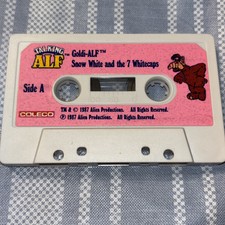 TALKING
ALF™ Goldi-ALF™
Snow White and the 7 Whitecaps
Side A
TM & © 1987 Alien Productions. All Rights Reserved.
℗ 1987 Alien Productions. All Rights Reserved.
COLECO